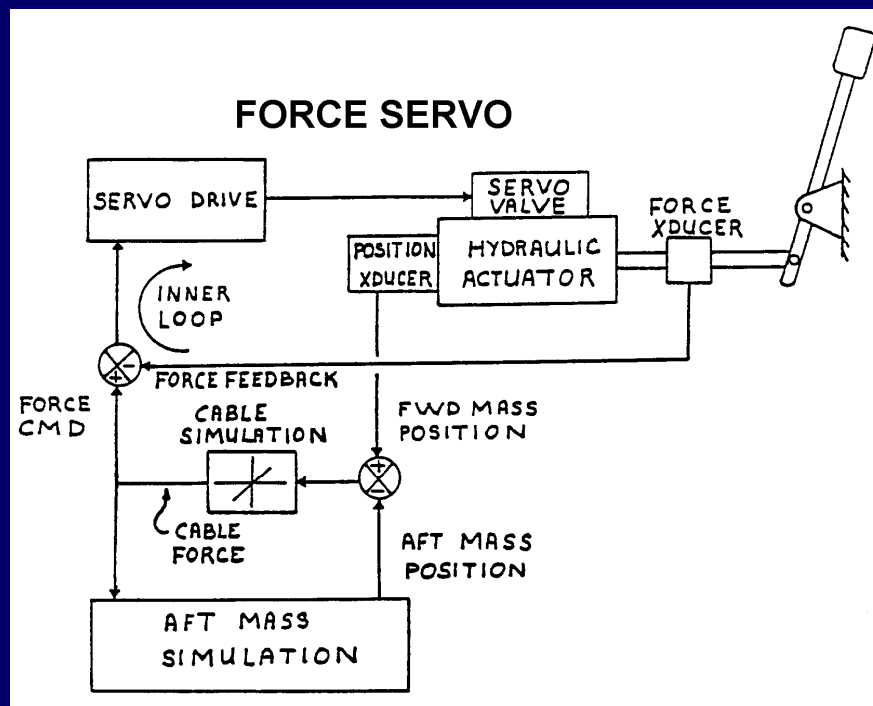 FORCE SERVO
SERVO DRIVE
SERVO
VALVE
FORCE
XDUCER
POSITION
XDUCER
HYDRAULIC
ACTUATOR
INNER
LOOP
-
+
FORCE FEEDBACK
FORCE
CMD
CABLE
SIMULATION
FWD MASS
POSITION
+
-
CABLE
FORCE
AFT MASS
POSITION
AFT MASS
SIMULATION